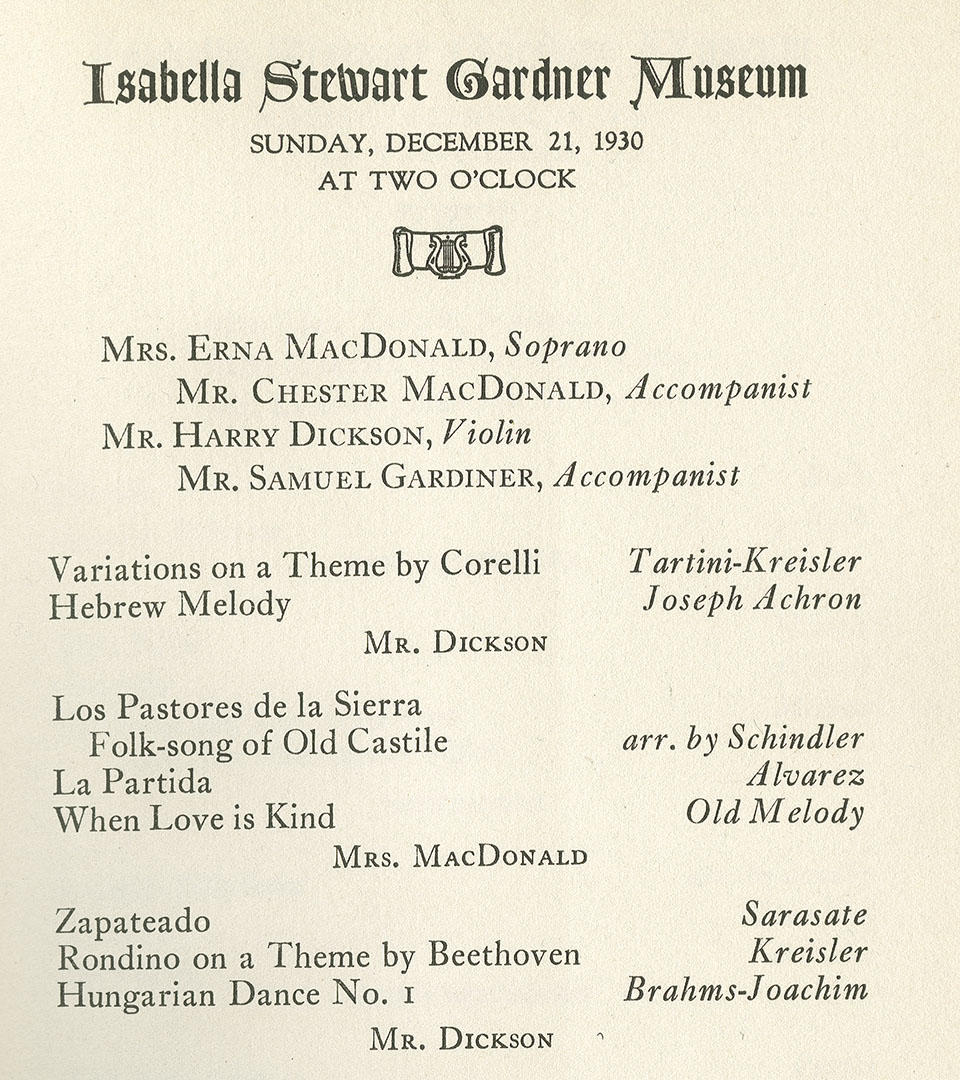 Isabella Stewart Gardner Museum
SUNDAY, DECEMBER 21, 1930
AT TWO O'CLOCK
MRS. ERNA MACDONALD, Soprano
MR. CHESTER MACDONALD, Accompanist
MR. HARRY DICKSON, Violin
MR. SAMUEL GARDINER, Accompanist
Variations on a Theme by Corelli Tartini-Kreisler
Hebrew Melody Joseph Achron
MR. DICKSON
Los Pastores de la Sierra
Folk-song of Old Castile arr. by Schindler
La Partida Alvarez
When Love is Kind Old Melody
MRS. MACDONALD
Zapateado Sarasate
Rondino on a Theme by Beethoven Kreisler
Hungarian Dance No. 1 Brahms-Joachim
MR. DICKSON